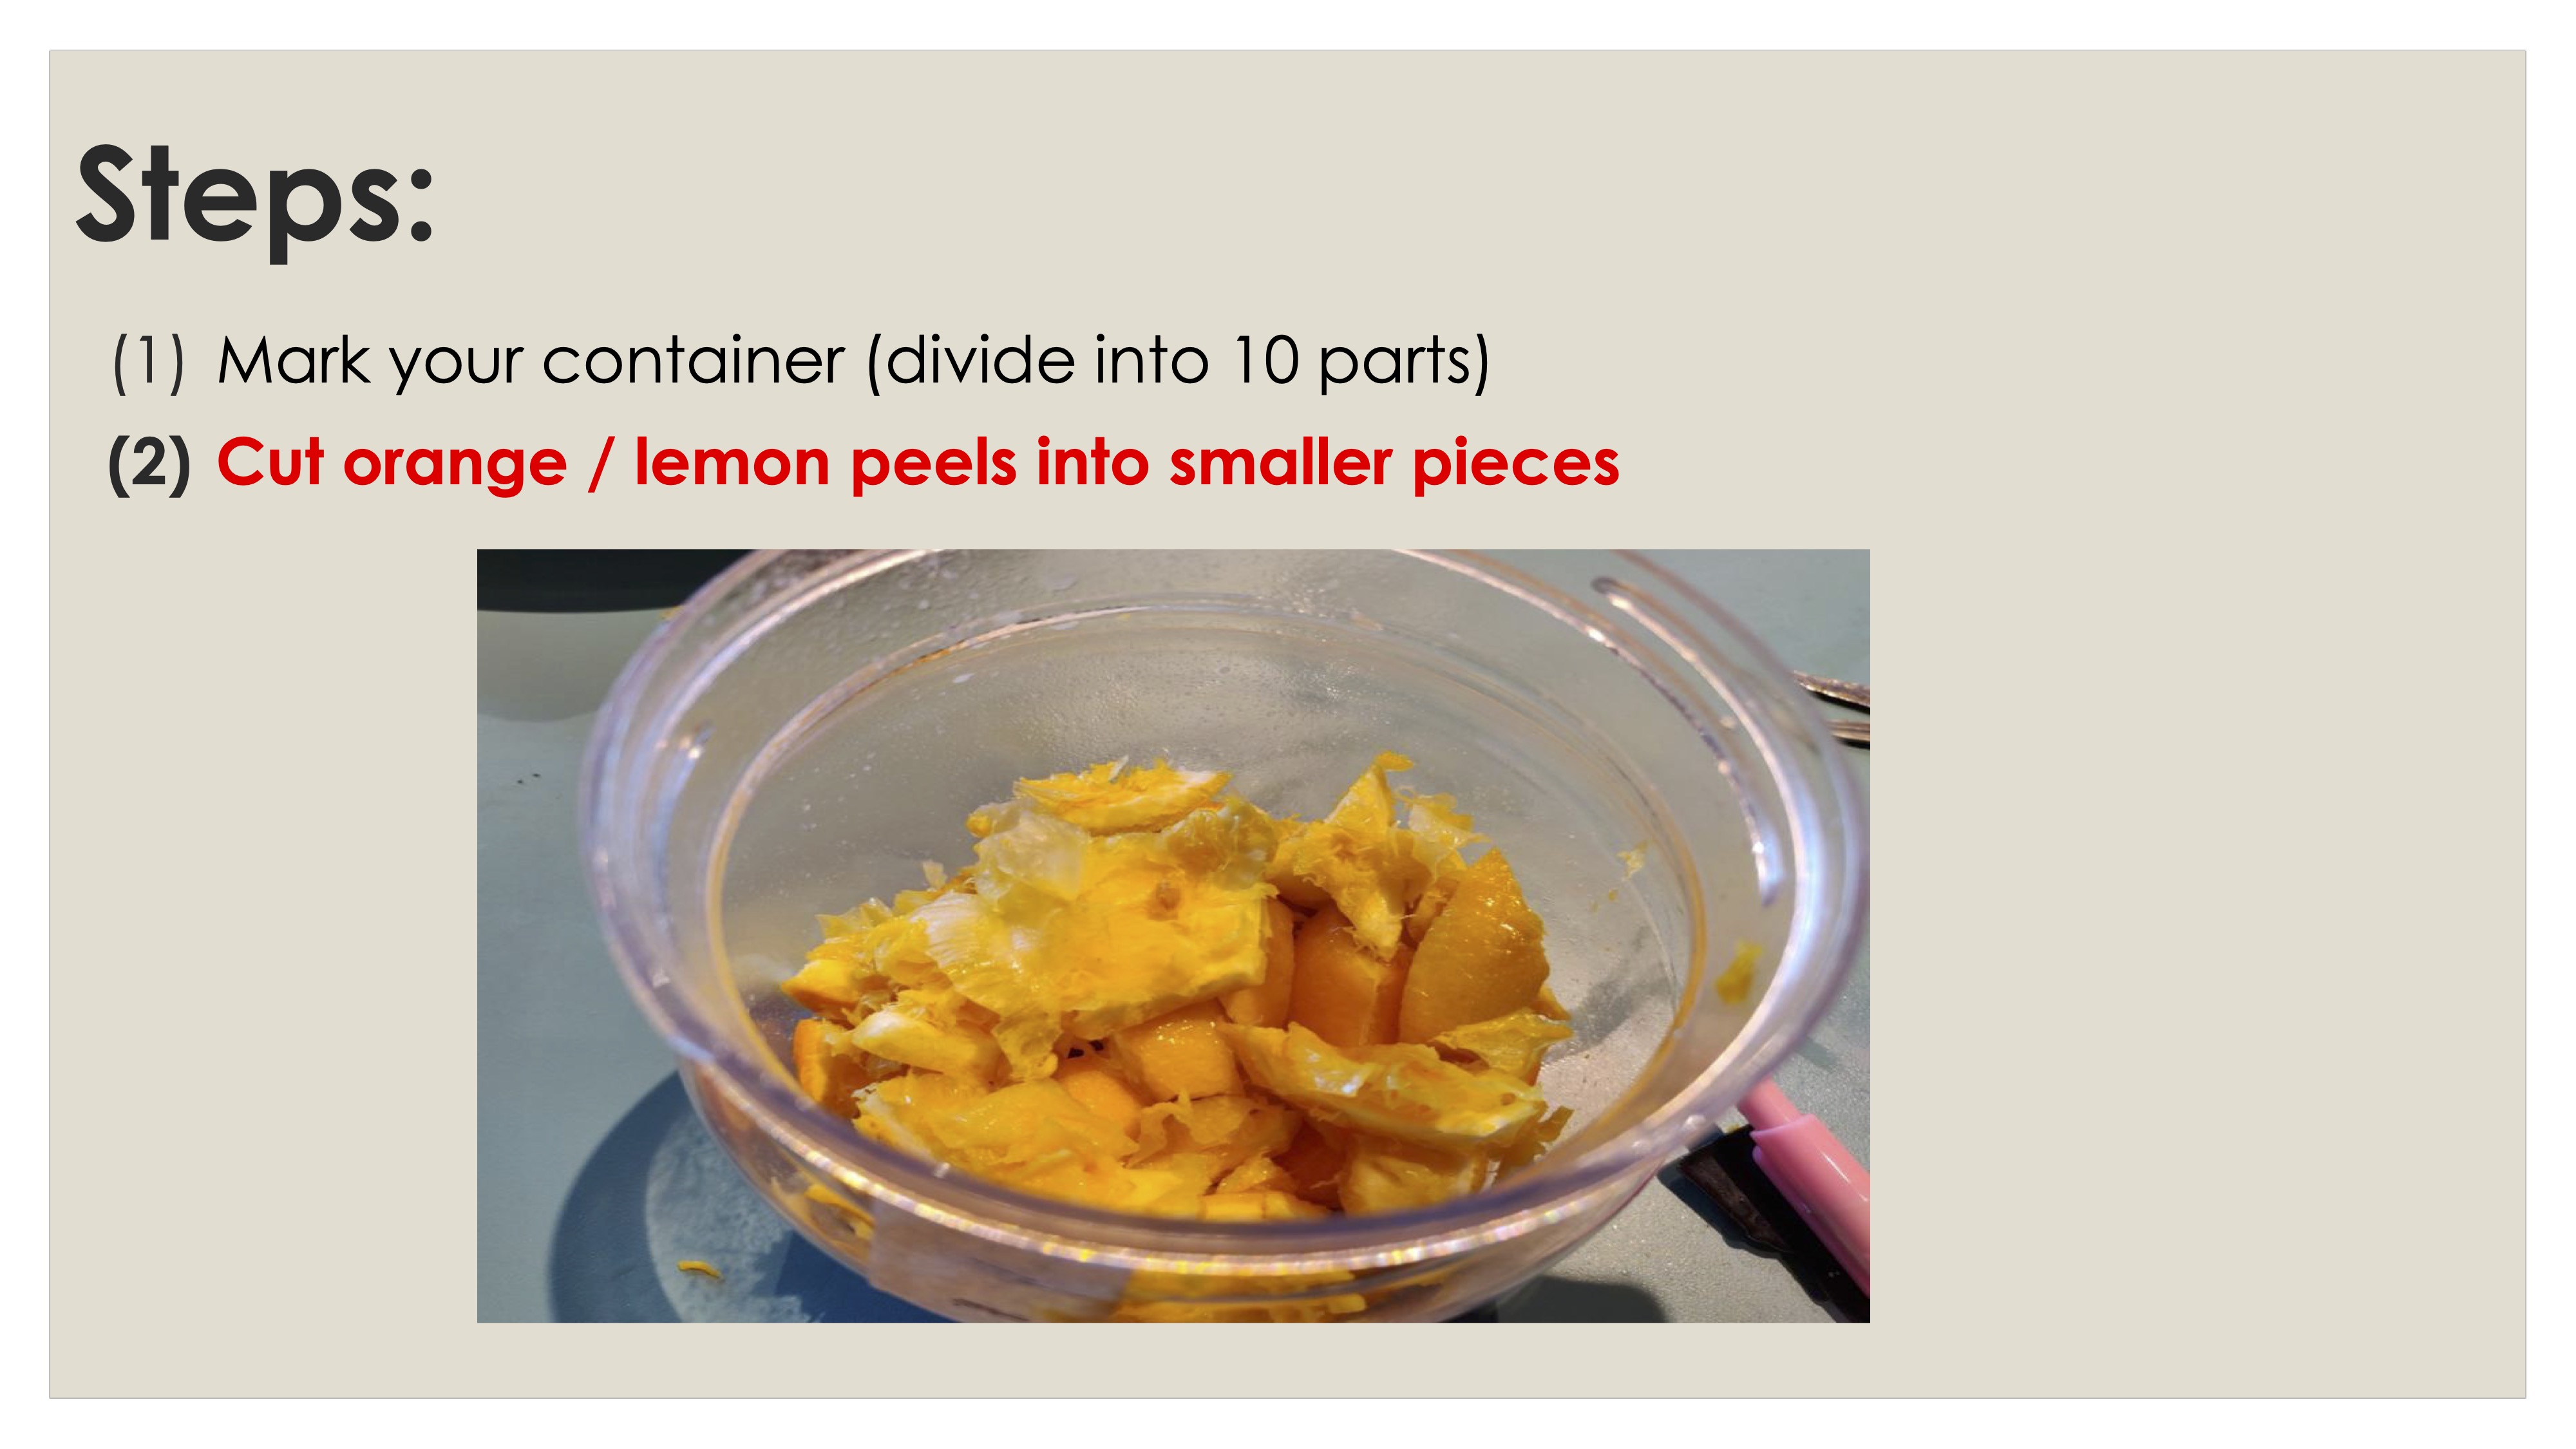 Steps:
(1) Mark your container (divide into 10 parts)
(2) Cut orange / lemon peels into smaller pieces